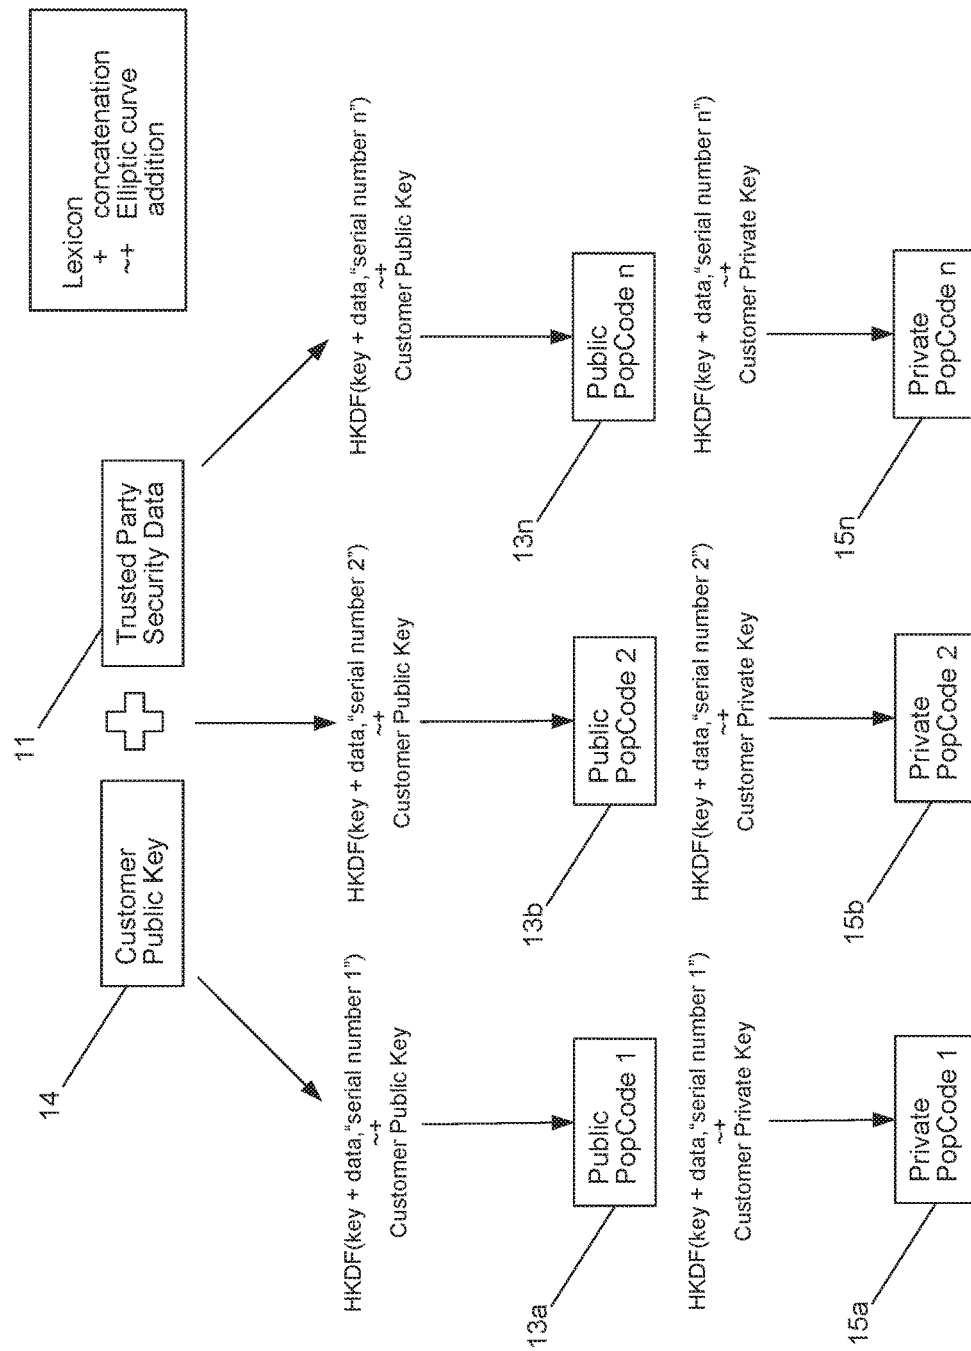 Lexicon
+ concatenation
~+ Elliptic curve
addition
14
Customer
Public Key
11
Trusted Party
Security Data
HKDF(key + data,“serial number 1”)
~+
Customer Public Key
HKDF(key + data,“serial number 2”)
~+
Customer Public Key
HKDF(key + data,“serial number n”)
~+
Customer Public Key
13a
Public
PopCode 1
13b
Public
PopCode 2
13n
Public
PopCode n
HKDF(key + data,“serial number 1”)
~+
Customer Private Key
HKDF(key + data,“serial number 2”)
~+
Customer Private Key
HKDF(key + data,“serial number n”)
~+
Customer Private Key
15a
Private
PopCode 1
15b
Private
PopCode 2
15n
Private
PopCode n